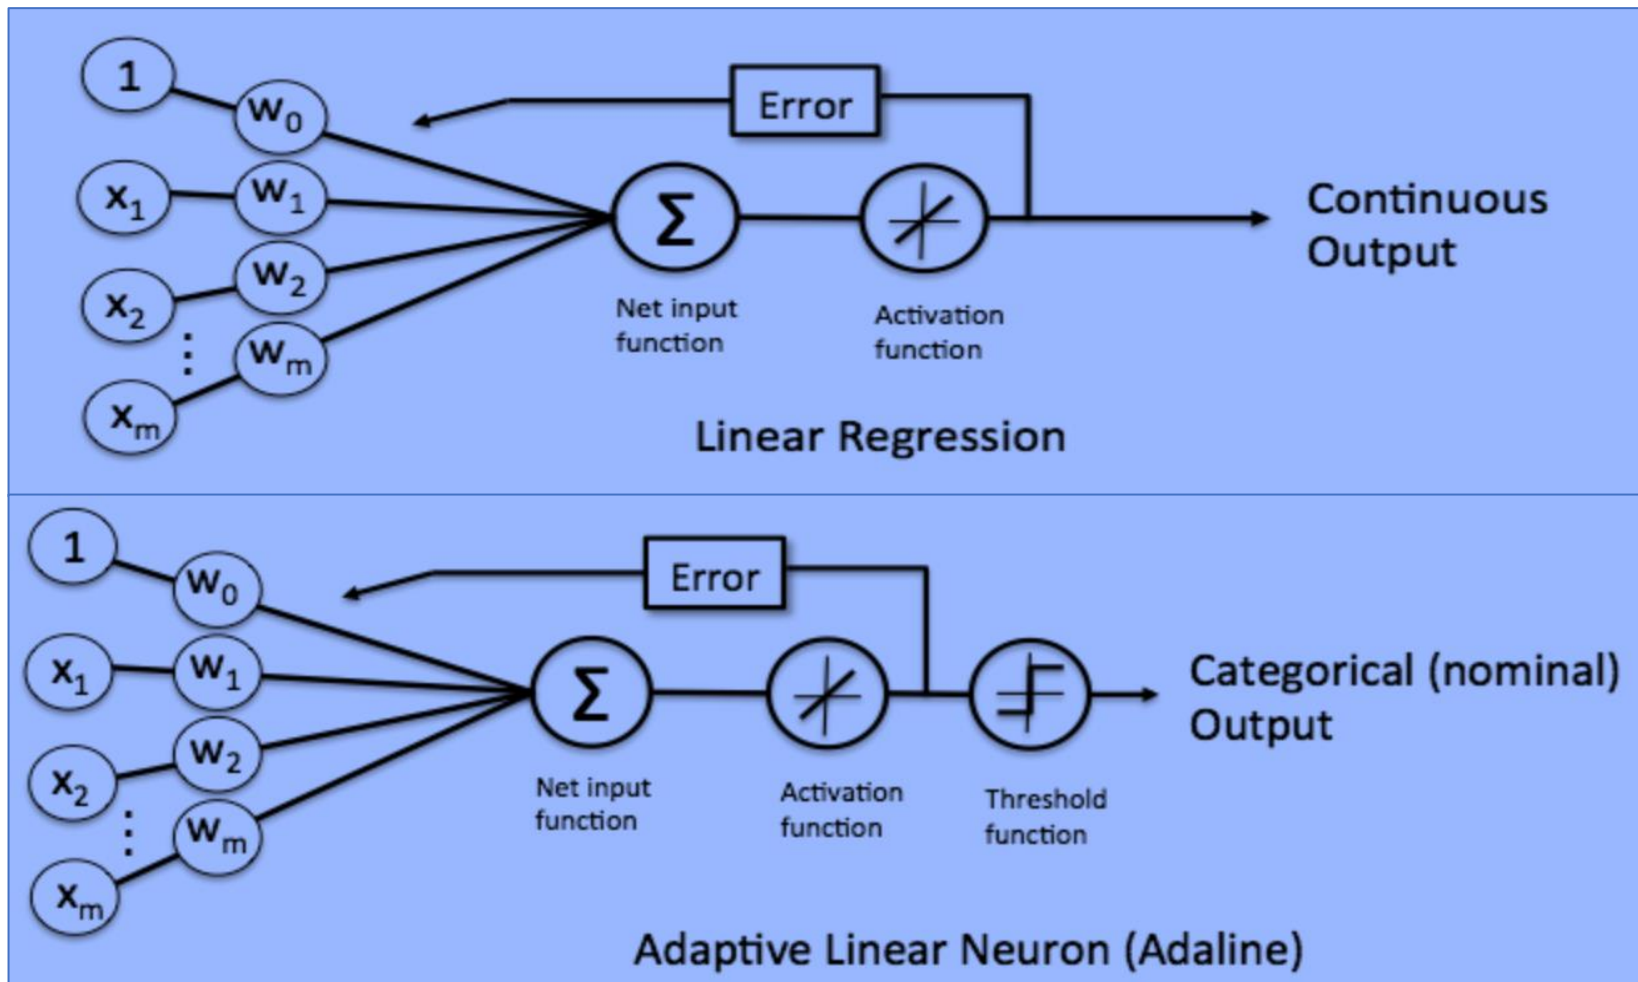 1
w0
Error
x1
w1
Σ
Continuous
Output
x2
w2
Net input
function
Activation
function
⋮
wm
xm
Linear Regression
1
w0
Error
x1
w1
Σ
Categorical (nominal)
Output
x2
w2
Net input
function
Activation
function
Threshold
function
⋮
wm
xm
Adaptive Linear Neuron (Adaline)